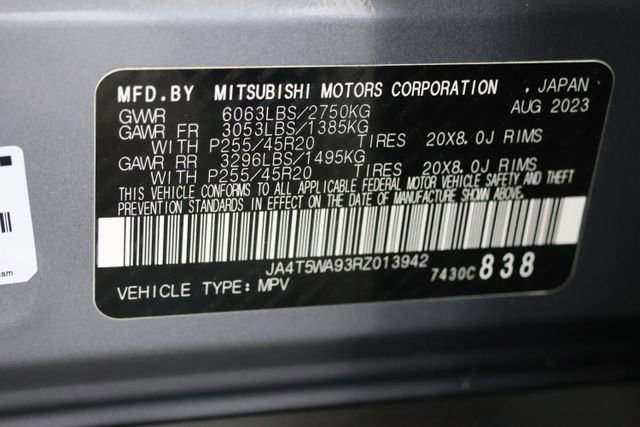 MFD.BY MITSUBISHI MOTORS CORPORATION , JAPAN
GVWR 6063LBS/2750KG AUG 2023
GAWR FR 3053LBS/1385KG
WITH P255/45R20 TIRES 20X8.0J RIMS
GAWR RR 3296LBS/1495KG
WITH P255/45R20 TIRES 20X8.0J RIMS
THIS VEHICLE CONFORMS TO ALL APPLICABLE FEDERAL MOTOR VEHICLE SAFETY AND THEFT
PREVENTION STANDARDS IN EFFECT ON THE DATE OF MANUFACTURE SHOWN ABOVE.
JA4T5WA93RZ013942
7430C 838
VEHICLE TYPE: MPV